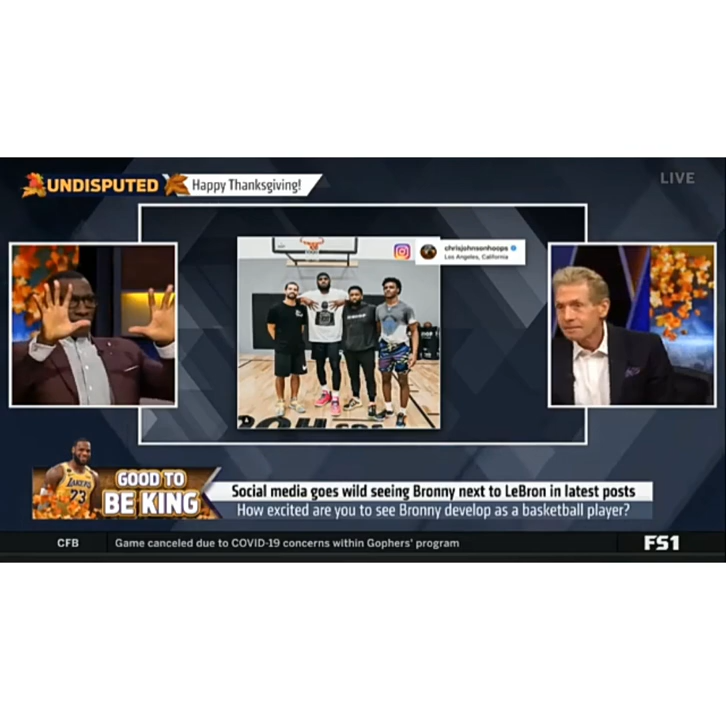 UNDISPUTED
Happy Thanksgiving!
LIVE
chrisjohnsonhoops
Los Angeles, California
LAKERS
23
GOOD TO
BE KING
Social media goes wild seeing Bronny next to LeBron in latest posts
How excited are you to see Bronny develop as a basketball player?
CFB
Game canceled due to COVID-19 concerns within Gophers' program
FS1